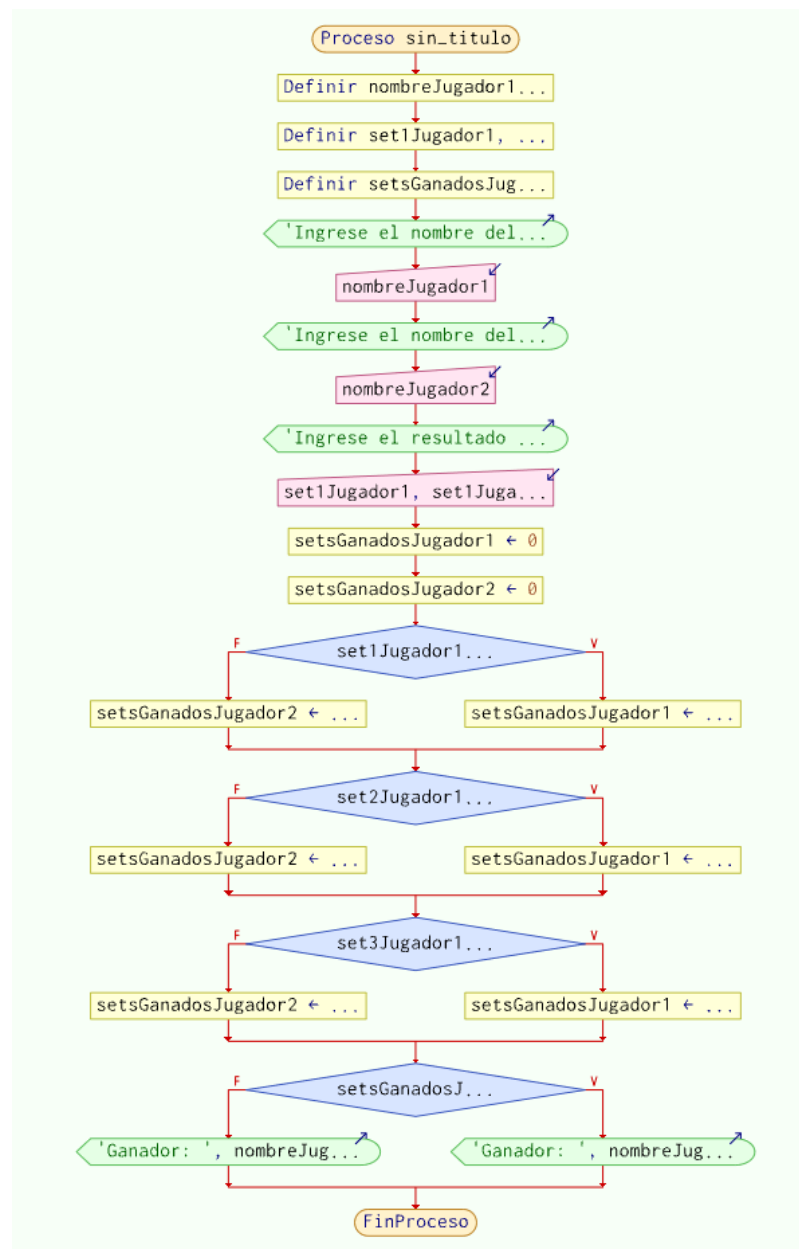 Proceso sin_titulo
Definir nombreJugador1...
Definir set1Jugador1, ...
Definir setsGanadosJug...
'Ingrese el nombre del...
nombreJugador1
'Ingrese el nombre del...
nombreJugador2
'Ingrese el resultado ...
set1Jugador1, set1Juga...
setsGanadosJugador1 ← 0
setsGanadosJugador2 ← 0
F V
set1Jugador1...
setsGanadosJugador2 ← ... setsGanadosJugador1 ← ...
F V
set2Jugador1...
setsGanadosJugador2 ← ... setsGanadosJugador1 ← ...
F V
set3Jugador1...
setsGanadosJugador2 ← ... setsGanadosJugador1 ← ...
F V
setsGanadosJ...
'Ganador: ', nombreJug... 'Ganador: ', nombreJug...
FinProceso